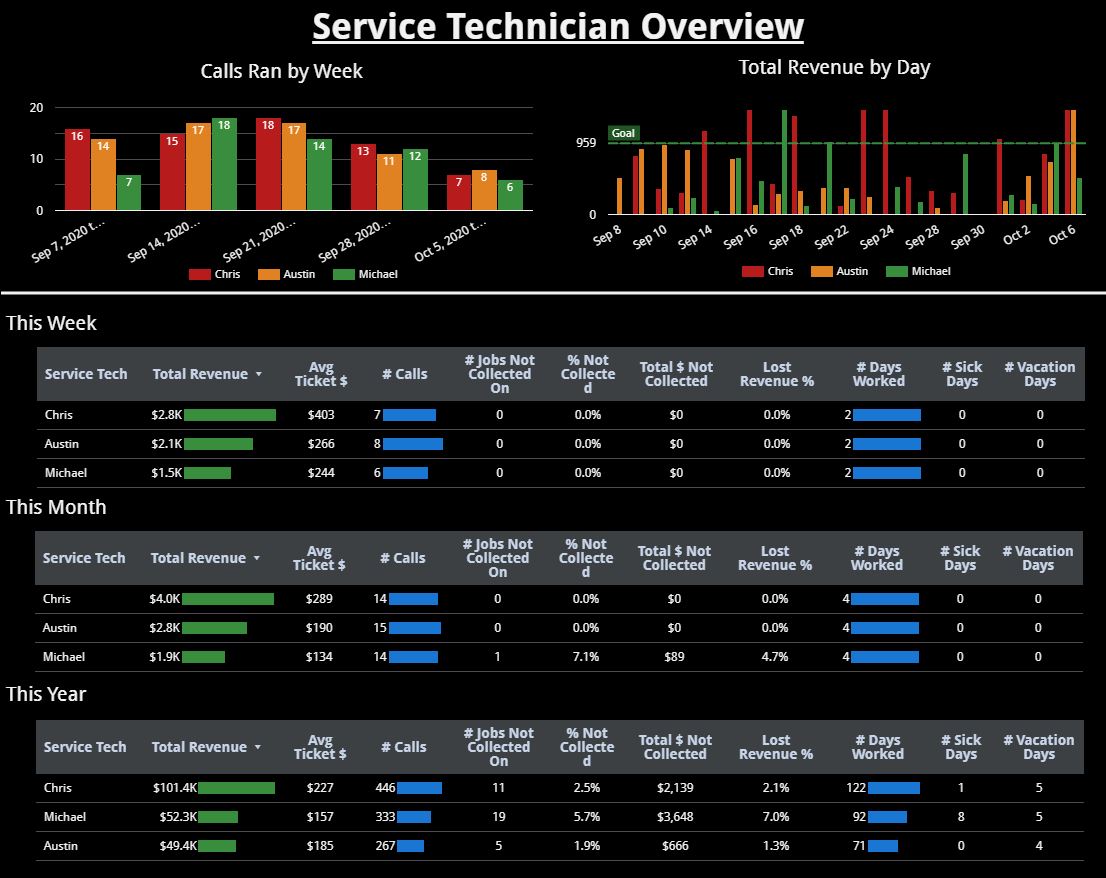 Service Technician Overview
Calls Ran by Week
20
10
0
16 14 7
15 17 18
18 17 14
13 11 12
7 8 6
Sep 7, 2020 t... Sep 14, 2020... Sep 21, 2020... Sep 28, 2020... Oct 5, 2020 t...
Chris Austin Michael
Total Revenue by Day
Goal
959
0
Sep 8 Sep 10 Sep 14 Sep 16 Sep 18 Sep 22 Sep 24 Sep 28 Sep 30 Oct 2 Oct 6
Chris Austin Michael
This Week
Service Tech Total Revenue Avg Ticket $ # Calls # Jobs Not Collected On % Not Collecte d Total $ Not Collected Lost Revenue % # Days Worked # Sick Days # Vacation Days
Chris $2.8K $403 7 0 0.0% $0 0.0% 2 0 0
Austin $2.1K $266 8 0 0.0% $0 0.0% 2 0 0
Michael $1.5K $244 6 0 0.0% $0 0.0% 2 0 0
This Month
Service Tech Total Revenue Avg Ticket $ # Calls # Jobs Not Collected On % Not Collecte d Total $ Not Collected Lost Revenue % # Days Worked # Sick Days # Vacation Days
Chris $4.0K $289 14 0 0.0% $0 0.0% 4 0 0
Austin $2.8K $190 15 0 0.0% $0 0.0% 4 0 0
Michael $1.9K $134 14 1 7.1% $89 4.7% 4 0 0
This Year
Service Tech Total Revenue Avg Ticket $ # Calls # Jobs Not Collected On % Not Collecte d Total $ Not Collected Lost Revenue % # Days Worked # Sick Days # Vacation Days
Chris $101.4K $227 446 11 2.5% $2,139 2.1% 122 1 5
Michael $52.3K $157 333 19 5.7% $3,648 7.0% 92 8 5
Austin $49.4K $185 267 5 1.9% $666 1.3% 71 0 4